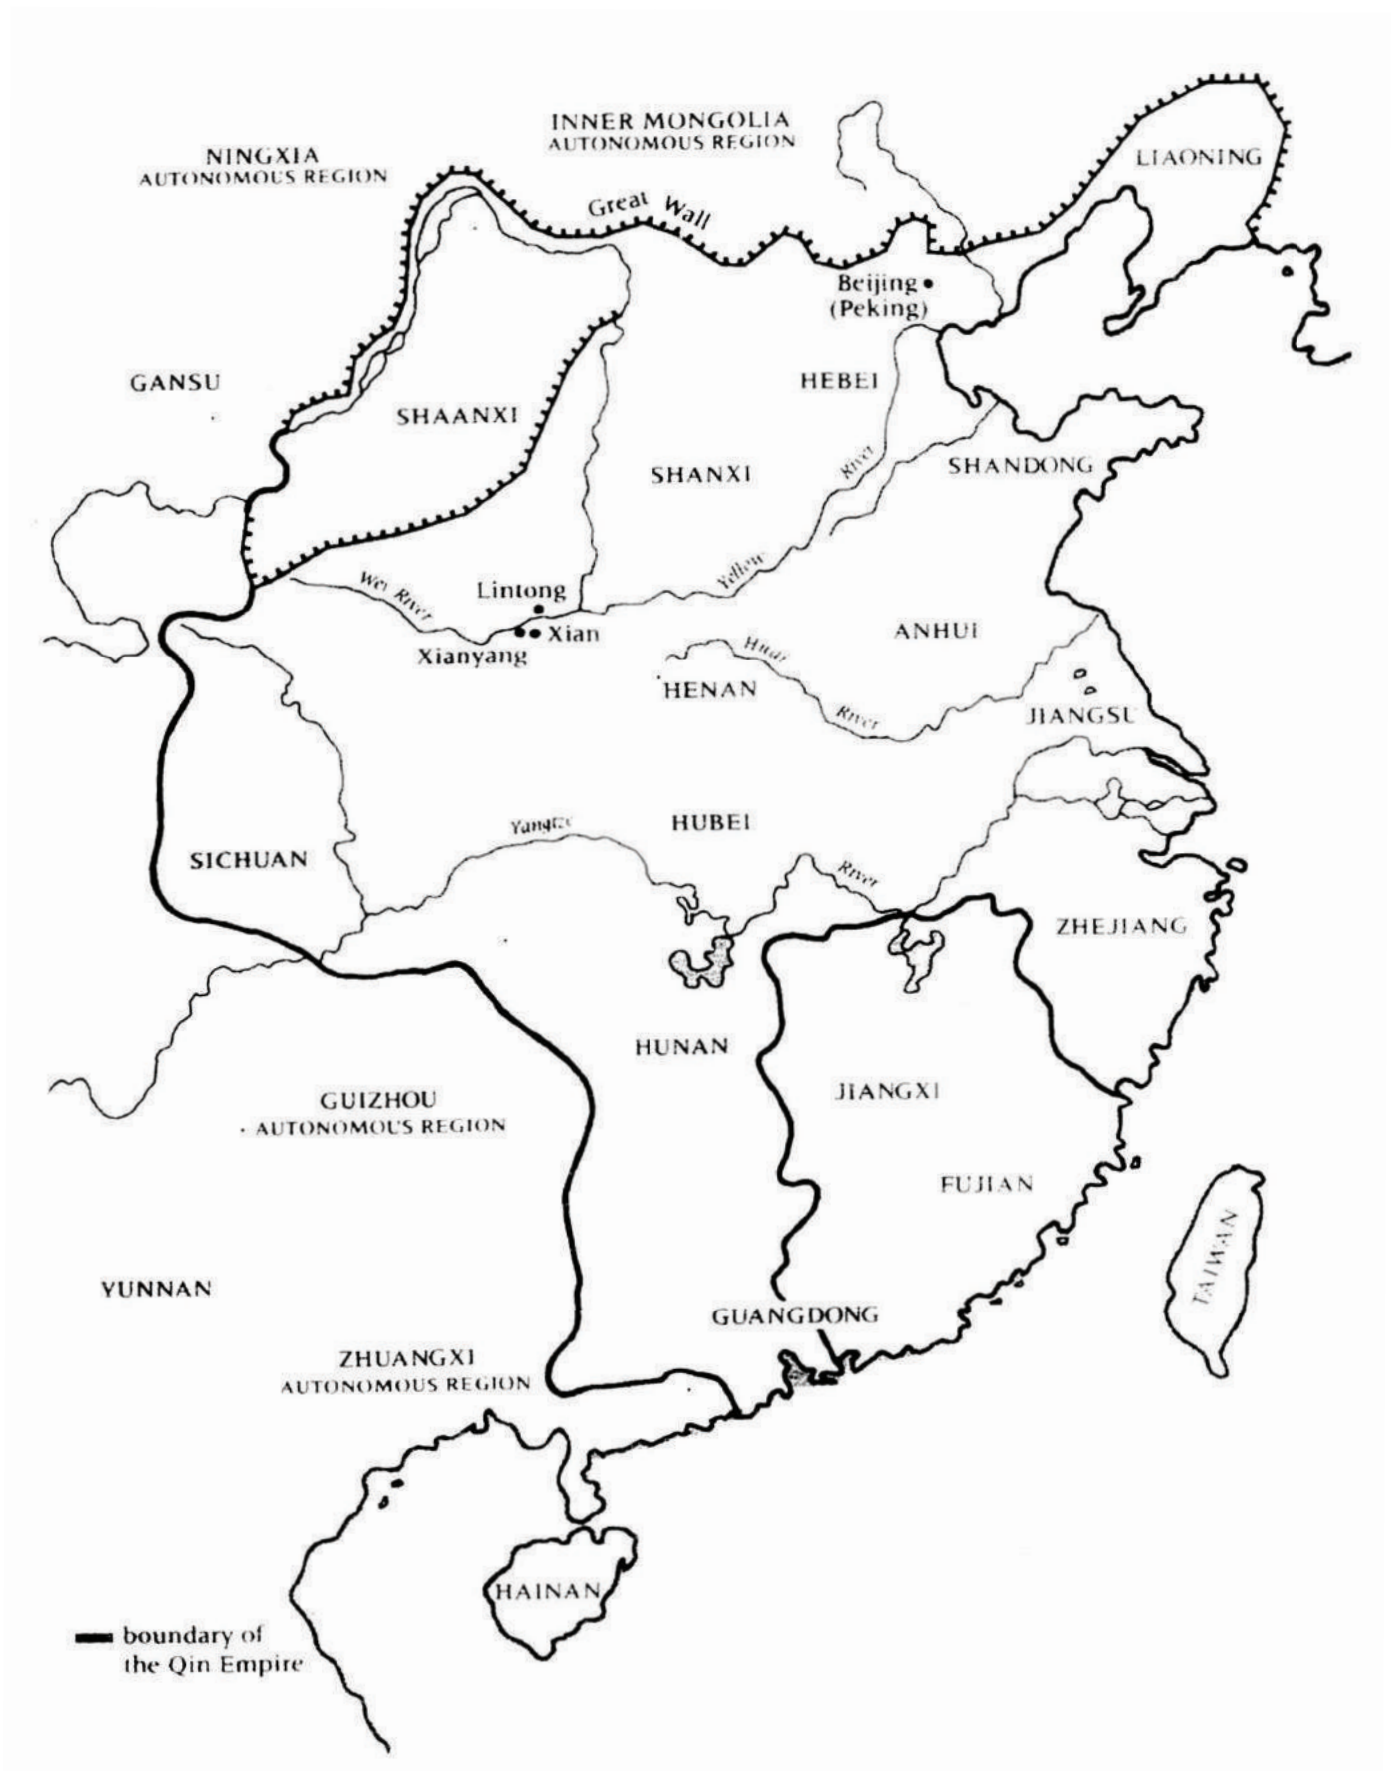 INNER MONGOLIA
AUTONOMOUS REGION
NINGXIA
AUTONOMOUS REGION
LIAONING
Great Wall
Beijing
(Peking)
GANSU
HEBEI
SHAANXI
SHANXI
River
SHANDONG
Yellow
Wei River
Lintong
Xian
Xianyang
ANHUI
Huai
HENAN
River
JIANGSU
Yangtze
HUBEI
River
SICHUAN
ZHEJIANG
HUNAN
JIANGXI
GUIZHOU
AUTONOMOUS REGION
FUJIAN
TAIWAN
YUNNAN
GUANGDONG
ZHUANGXI
AUTONOMOUS REGION
HAINAN
boundary of
the Qin Empire